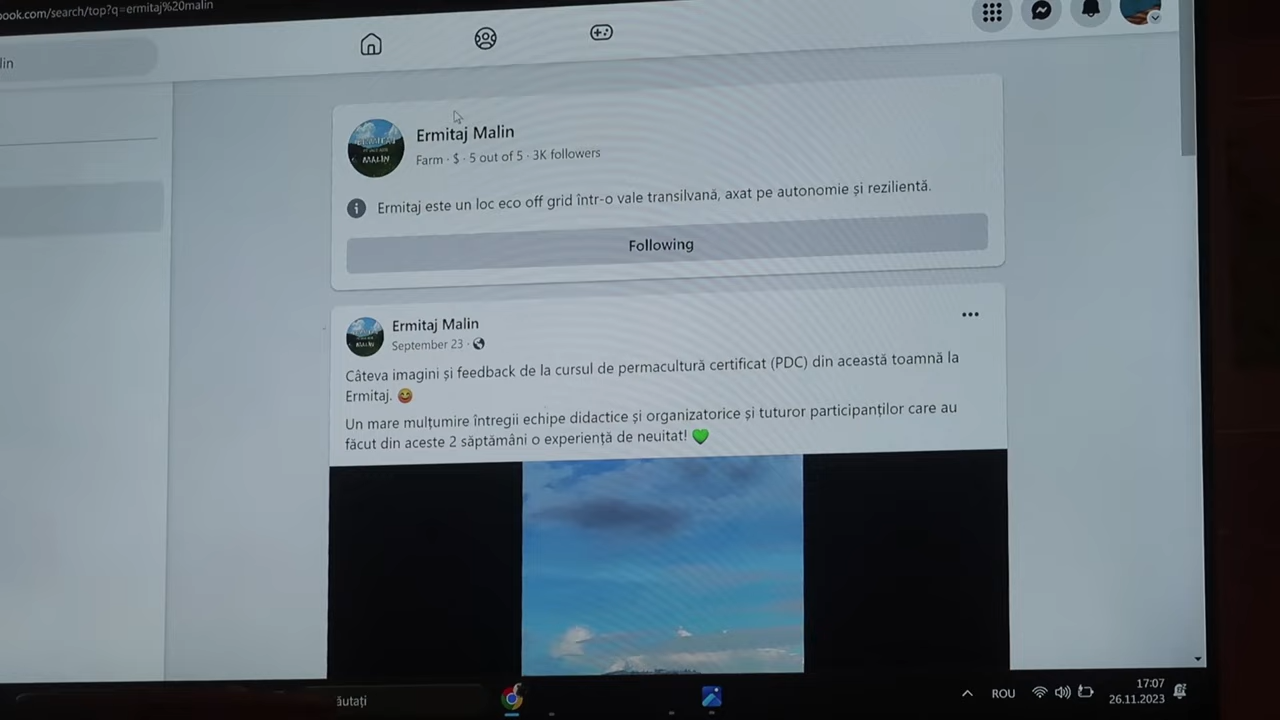 ook.com/search/top?q=ermitaj%20malin
lin
Ermitaj Malin
Farm · $ · 5 out of 5 · 3K followers
MALIN
Ermitaj este un loc eco off grid într-o vale transilvană, axat pe autonomie și reziliență.
Following
Ermitaj Malin
September 23 ·
Câteva imagini și feedback de la cursul de permacultură certificat (PDC) din această toamnă la
Ermitaj. 😄
Un mare mulțumire întregii echipe didactice și organizatorice și tuturor participanților care au
făcut din aceste 2 săptămâni o experiență de neuitat! 💚
ăutați
ROU
17:07
26.11.2023